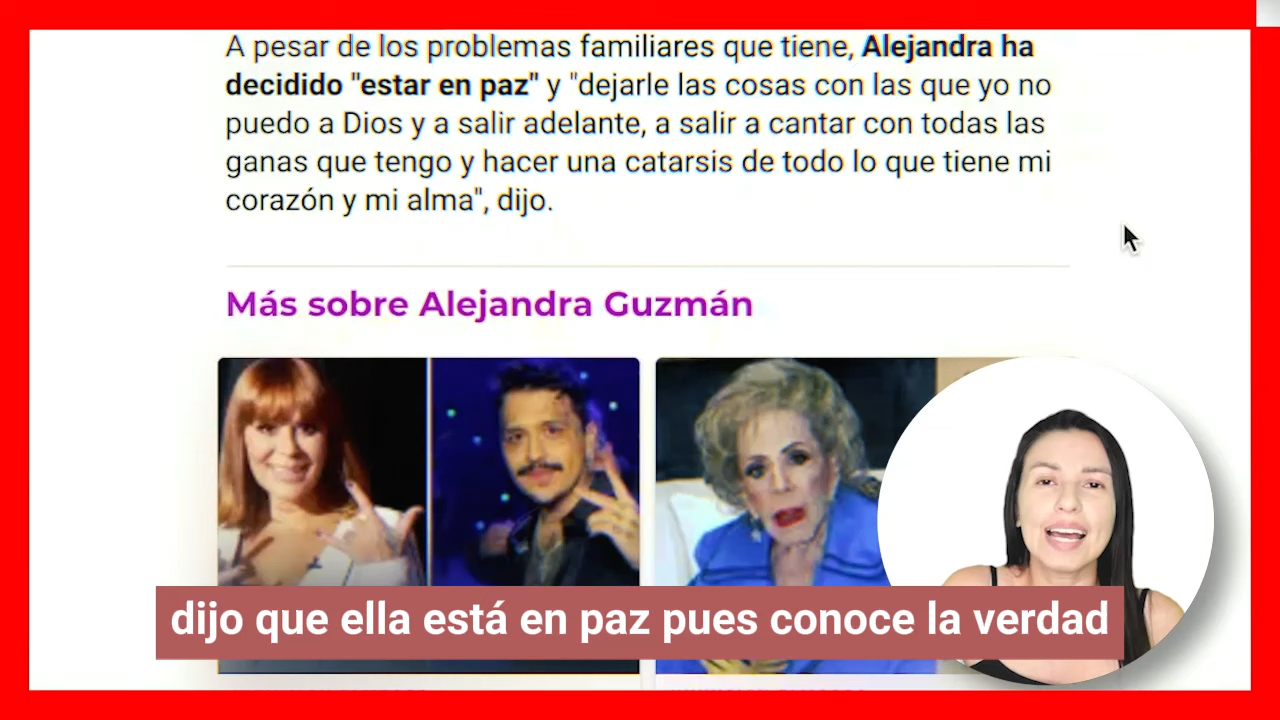 A pesar de los problemas familiares que tiene, Alejandra ha
decidido "estar en paz" y "dejarle las cosas con las que yo no
puedo a Dios y a salir adelante, a salir a cantar con todas las
ganas que tengo y hacer una catarsis de todo lo que tiene mi
corazón y mi alma", dijo.
Más sobre Alejandra Guzmán
dijo que ella está en paz pues conoce la verdad